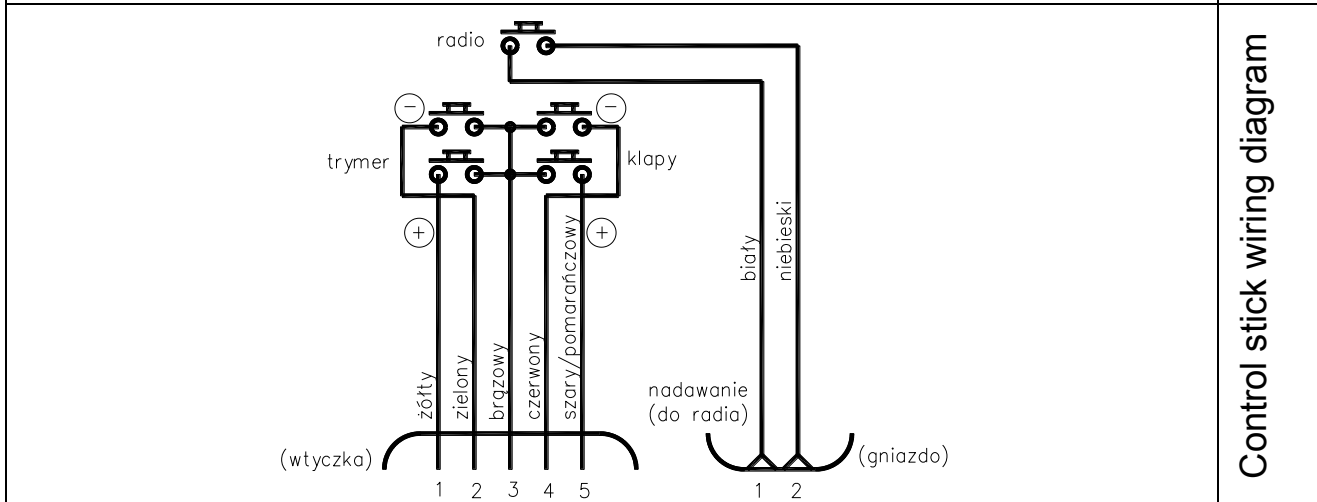 radio
− −
trymer klapy
+ +
żółty
zielony
brązowy
czerwony
szary/pomarańczowy
biały
niebieski
nadawanie
(do radia)
(wtyczka)
(gniazdo)
1 2 3 4 5
1 2
Control stick wiring diagram